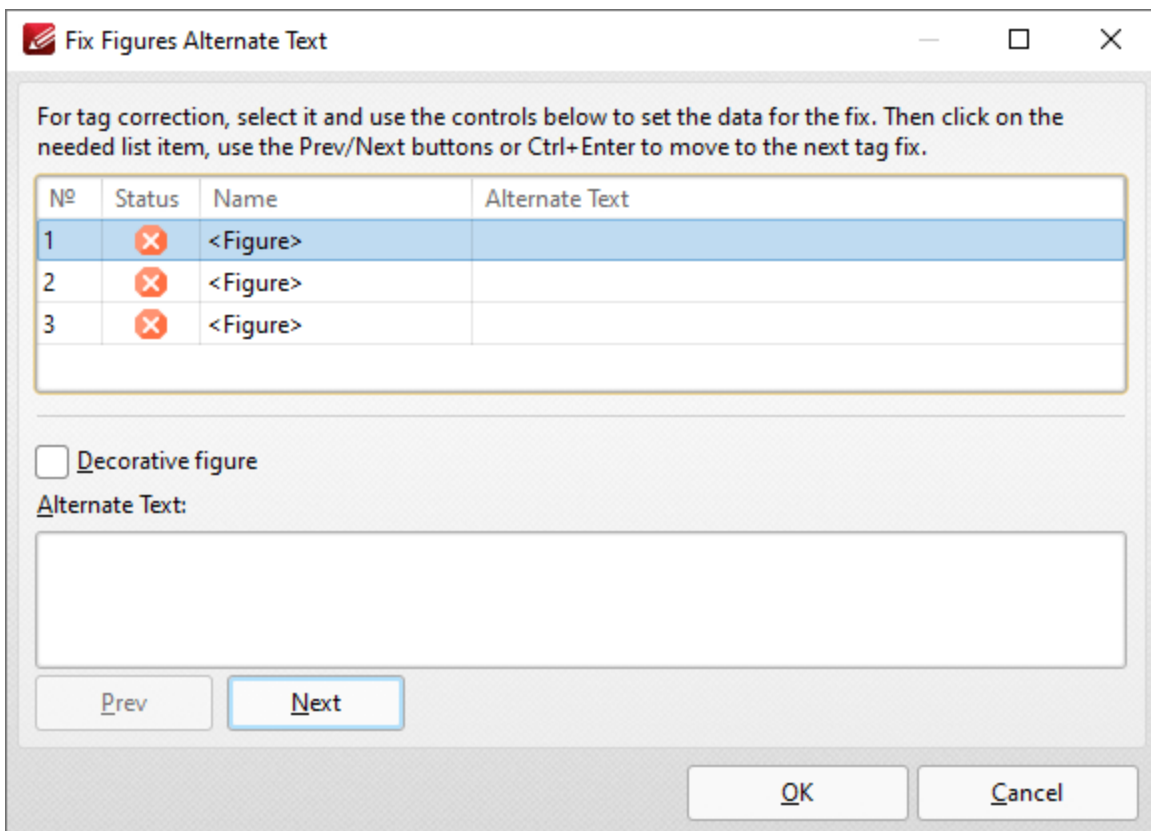 Fix Figures Alternate Text
For tag correction, select it and use the controls below to set the data for the fix. Then click on the
needed list item, use the Prev/Next buttons or Ctrl+Enter to move to the next tag fix.
Nº Status Name Alternate Text
1 <Figure>
2 <Figure>
3 <Figure>
Decorative figure
Alternate Text:
Prev Next
OK Cancel